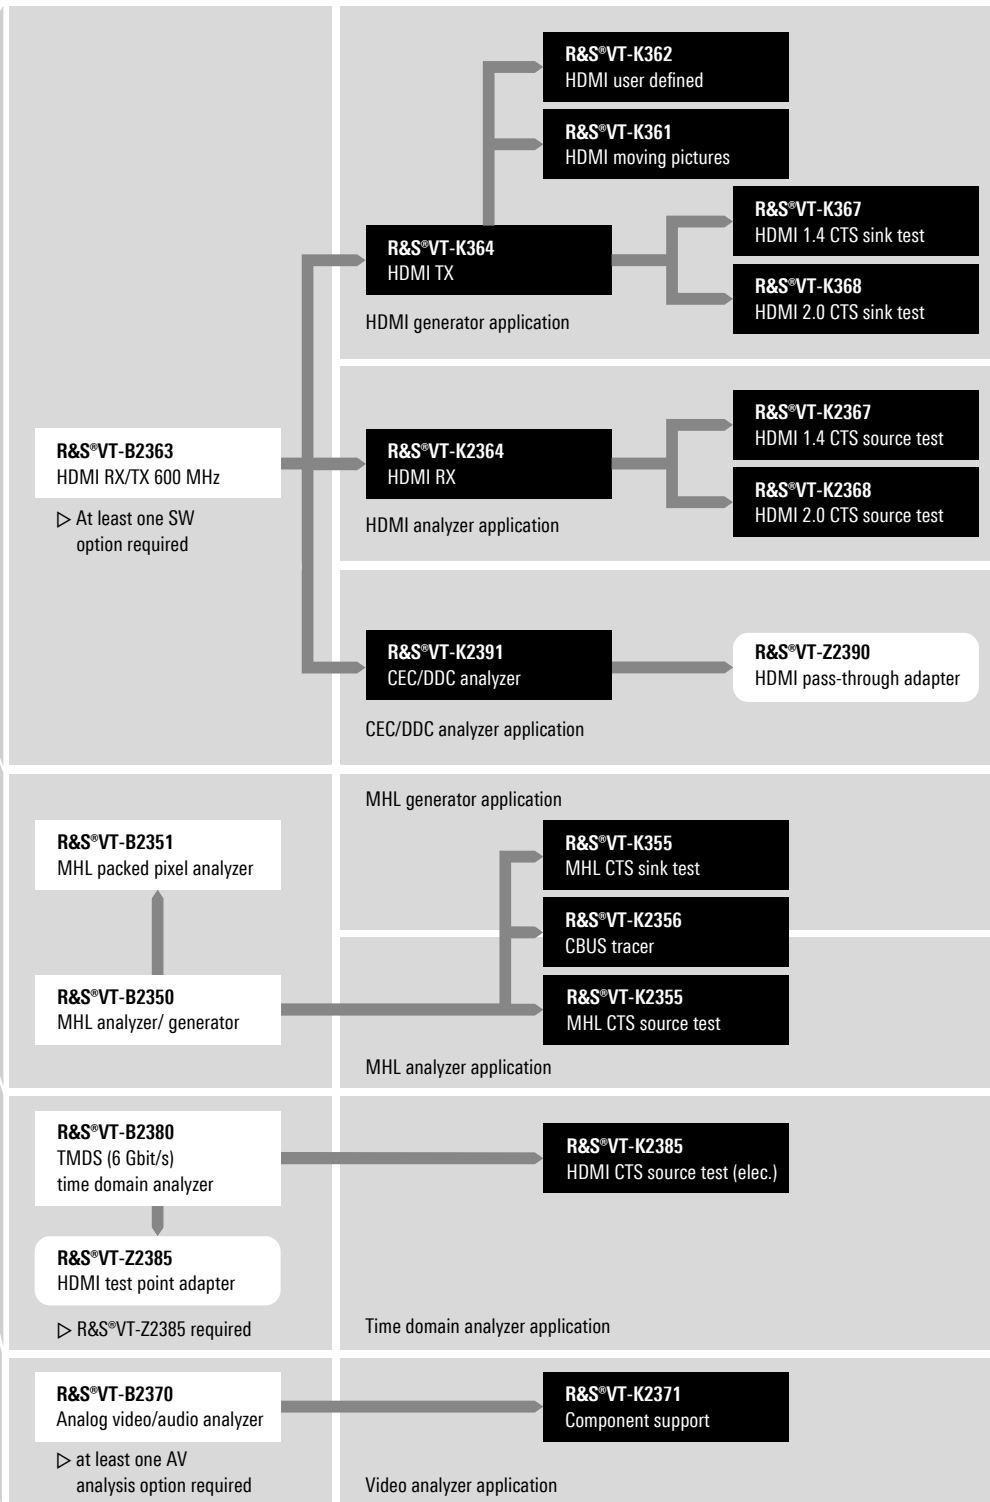 R&S®VT-K362
HDMI user defined
R&S®VT-K361
HDMI moving pictures
R&S®VT-K367
HDMI 1.4 CTS sink test
R&S®VT-K364
HDMI TX
R&S®VT-K368
HDMI 2.0 CTS sink test
HDMI generator application
R&S®VT-B2363
HDMI RX/TX 600 MHz
▷ At least one SW
option required
R&S®VT-K2364
HDMI RX
R&S®VT-K2367
HDMI 1.4 CTS source test
R&S®VT-K2368
HDMI 2.0 CTS source test
HDMI analyzer application
R&S®VT-K2391
CEC/DDC analyzer
R&S®VT-Z2390
HDMI pass-through adapter
CEC/DDC analyzer application
MHL generator application
R&S®VT-B2351
MHL packed pixel analyzer
R&S®VT-K355
MHL CTS sink test
R&S®VT-K2356
CBUS tracer
R&S®VT-B2350
MHL analyzer/ generator
R&S®VT-K2355
MHL CTS source test
MHL analyzer application
R&S®VT-B2380
TMDS (6 Gbit/s)
time domain analyzer
R&S®VT-K2385
HDMI CTS source test (elec.)
R&S®VT-Z2385
HDMI test point adapter
▷ R&S®VT-Z2385 required
Time domain analyzer application
R&S®VT-B2370
Analog video/audio analyzer
R&S®VT-K2371
Component support
▷ at least one AV
analysis option required
Video analyzer application